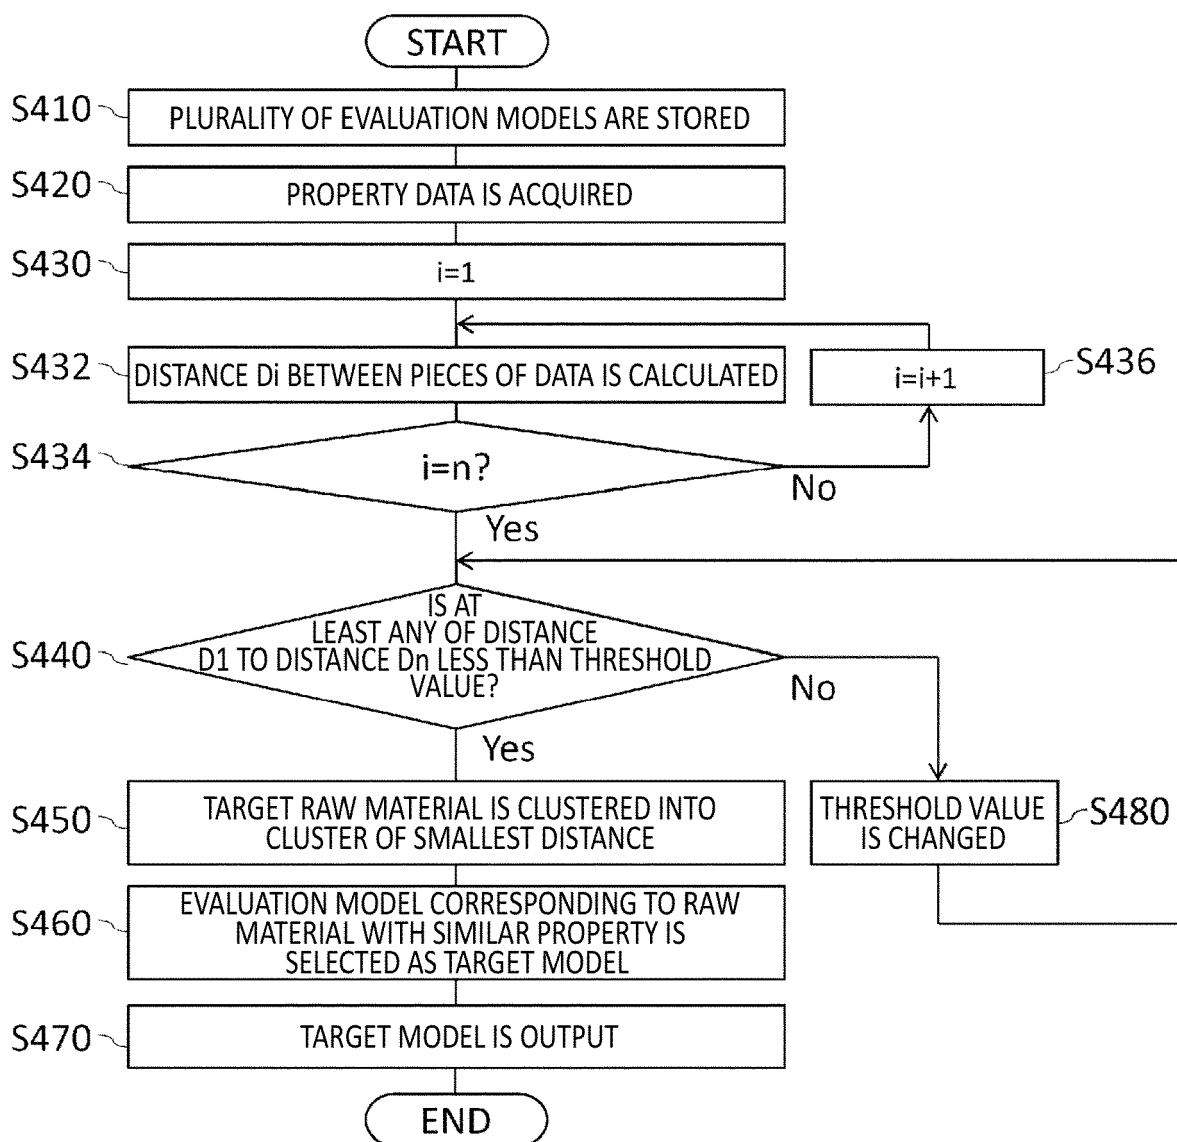 START
S410
PLURALITY OF EVALUATION MODELS ARE STORED
S420
PROPERTY DATA IS ACQUIRED
S430
i=1
S432
DISTANCE Di BETWEEN PIECES OF DATA IS CALCULATED
i=i+1
S436
S434
i=n?
No
Yes
S440
IS AT
LEAST ANY OF DISTANCE
D1 TO DISTANCE Dn LESS THAN THRESHOLD
VALUE?
No
Yes
S450
TARGET RAW MATERIAL IS CLUSTERED INTO
CLUSTER OF SMALLEST DISTANCE
THRESHOLD VALUE
IS CHANGED
S480
S460
EVALUATION MODEL CORRESPONDING TO RAW
MATERIAL WITH SIMILAR PROPERTY IS
SELECTED AS TARGET MODEL
S470
TARGET MODEL IS OUTPUT
END